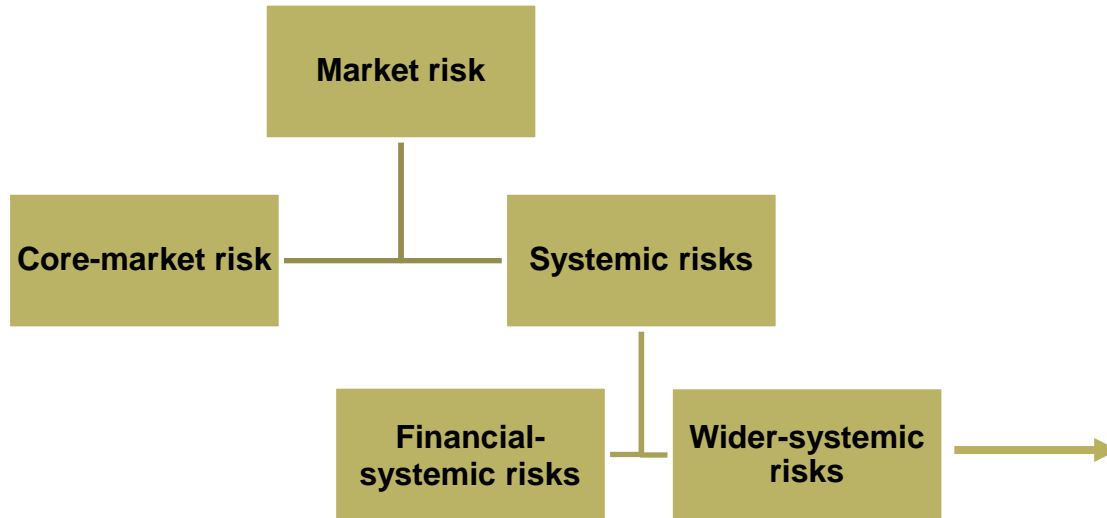 Market risk
Core-market risk
Systemic risks
Financial-
systemic risks
Wider-systemic
risks